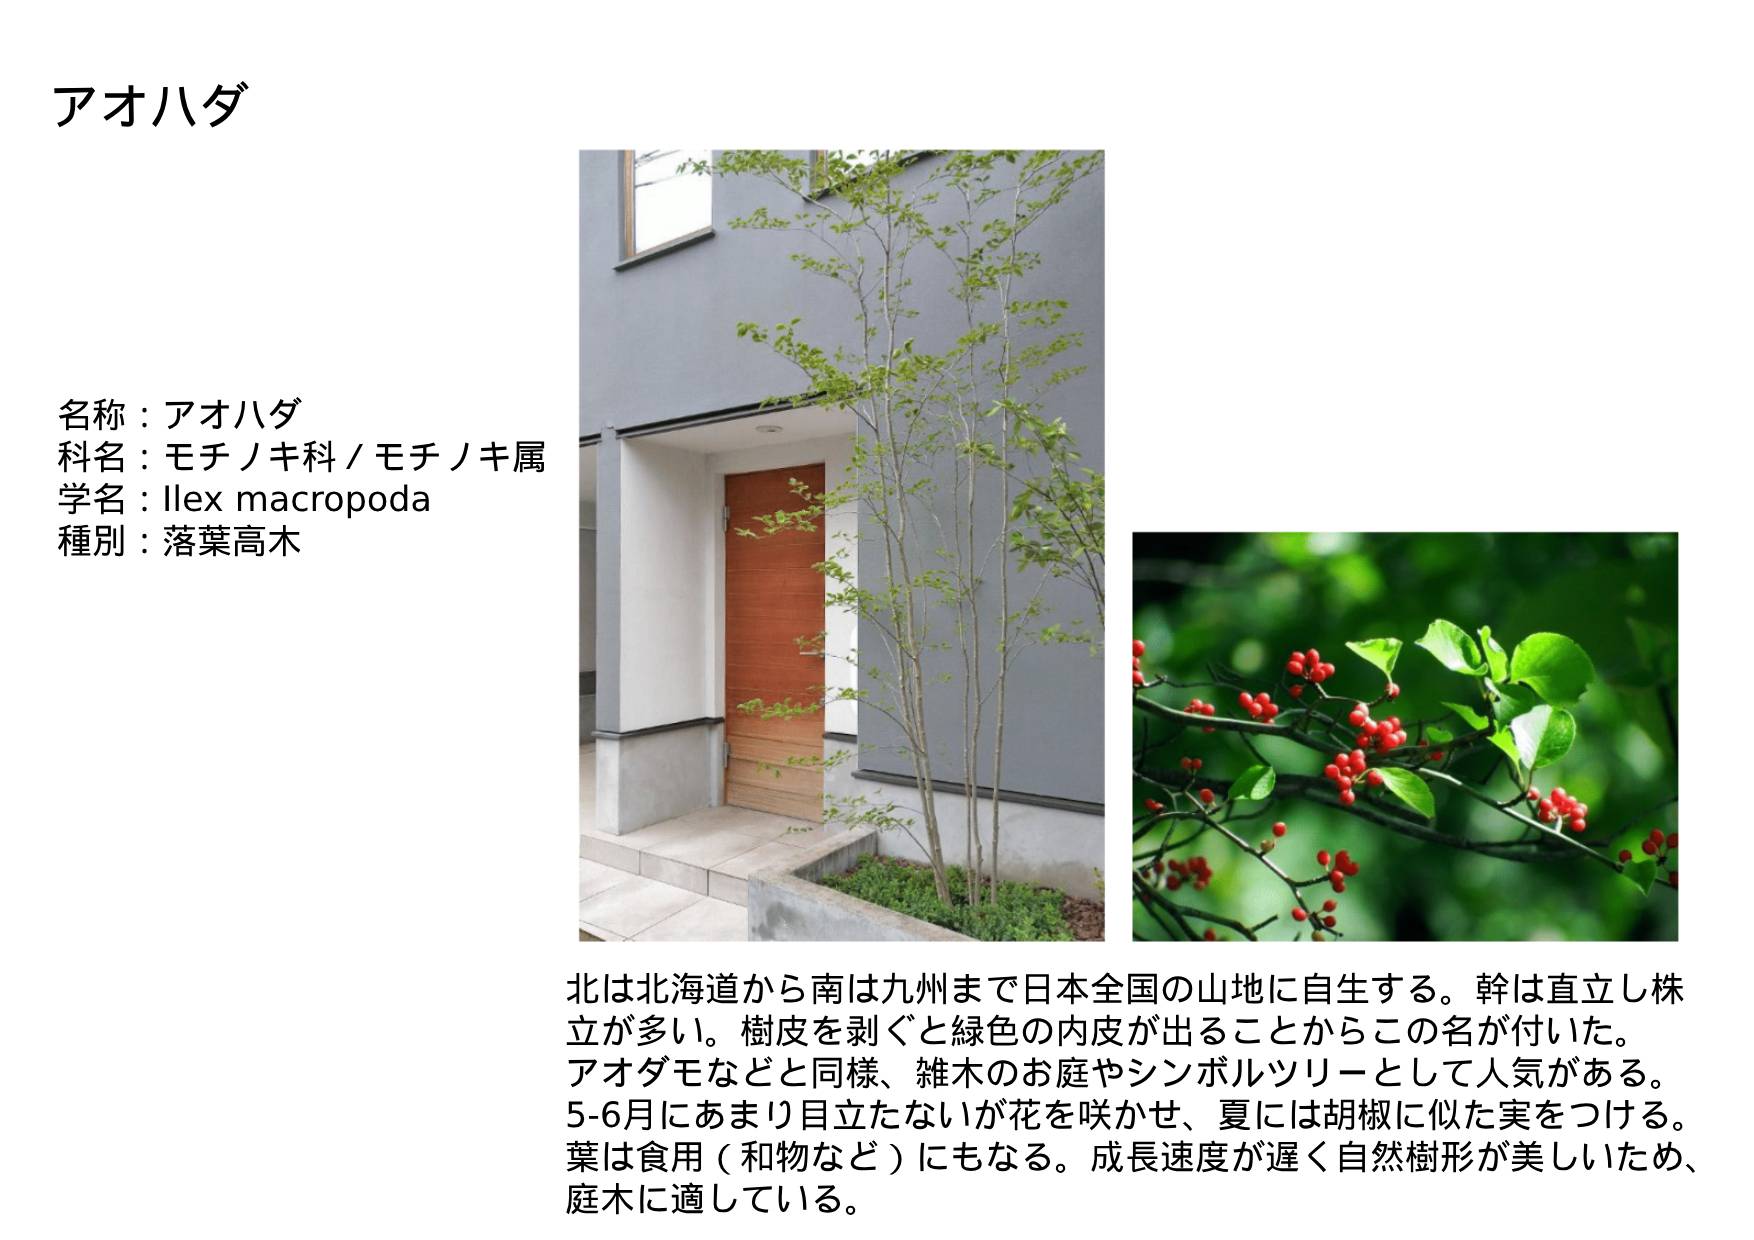 アオハダ
名称：アオハダ
科名：モチノキ科 / モチノキ属
学名：Ilex macropoda
種別：落葉高木
北は北海道から南は九州まで日本全国の山地に自生する。幹は直立し株
立が多い。樹皮を剥ぐと緑色の内皮が出ることからこの名が付いた。
アオダモなどと同様、雑木のお庭やシンボルツリーとして人気がある。
5-6月にあまり目立たないが花を咲かせ、夏には胡椒に似た実をつける。
葉は食用（和物など）にもなる。成長速度が遅く自然樹形が美しいため、
庭木に適している。